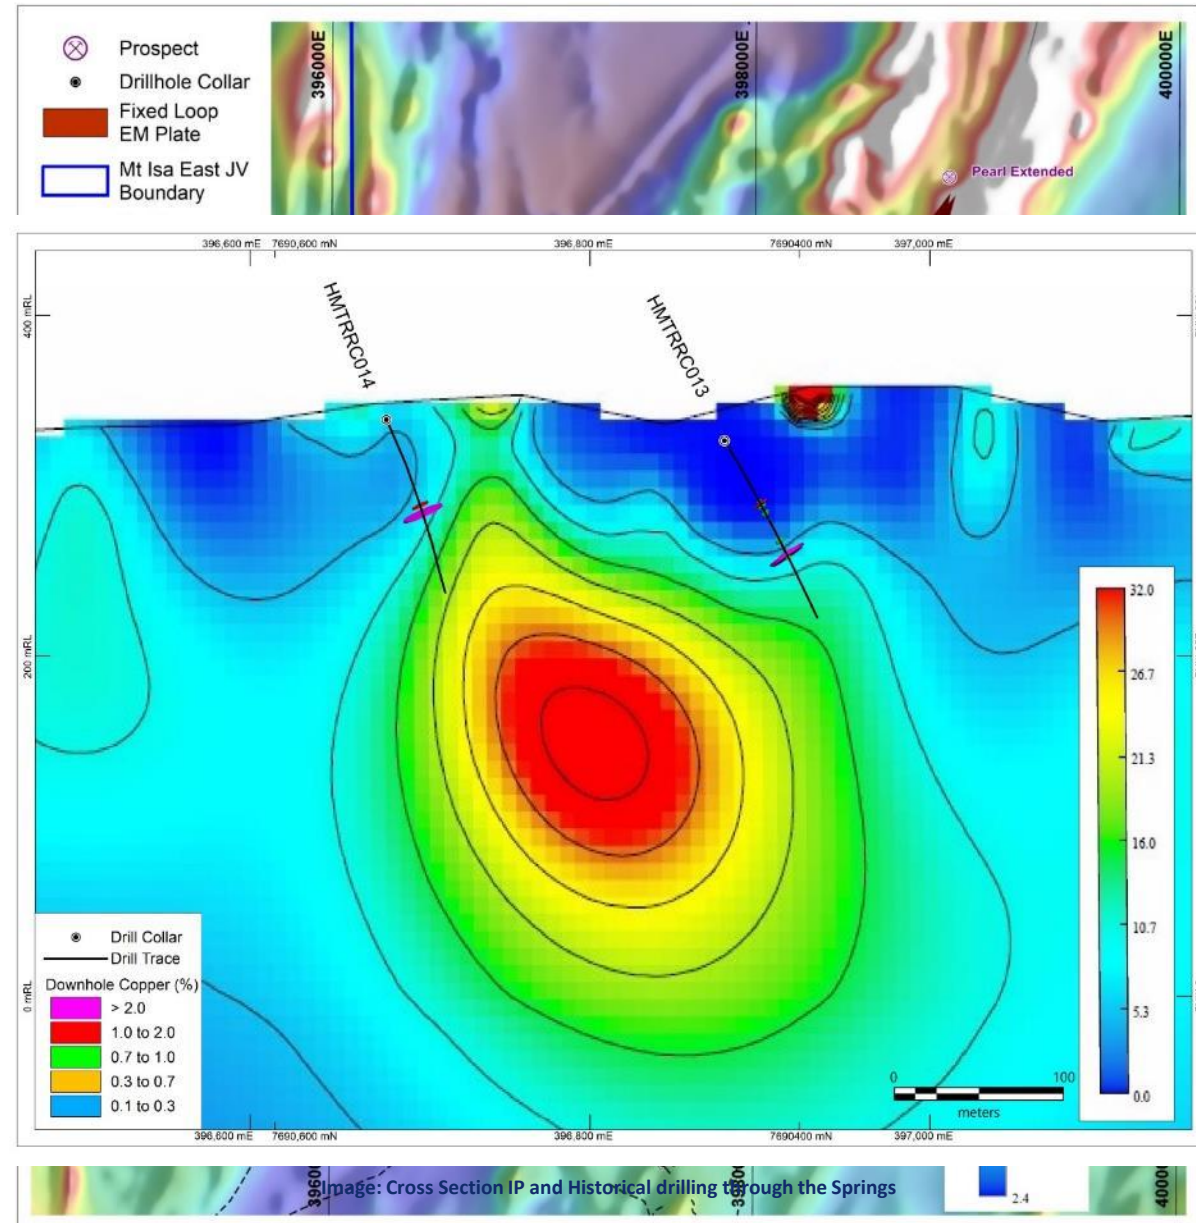 Prospect
Drillhole Collar
Fixed Loop
EM Plate
Mt Isa East JV
Boundary
396000E
398000E
400000E
Pearl Extended
396,600 mE 7690,600 mN 396,800 mE 7690400 mN 397,000 mE
400 mRL
200 mRL
0 mRL
HMTRRC014
HMTRRC013
32.0
26.7
21.3
16.0
10.7
5.3
0.0
Drill Collar
Drill Trace
Downhole Copper (%)
> 2.0
1.0 to 2.0
0.7 to 1.0
0.3 to 0.7
0.1 to 0.3
0 100
meters
396,600 mE 7690,600 mN 396,800 mE 7690400 mN 397,000 mE
Image: Cross Section IP and Historical drilling through the Springs
2.4